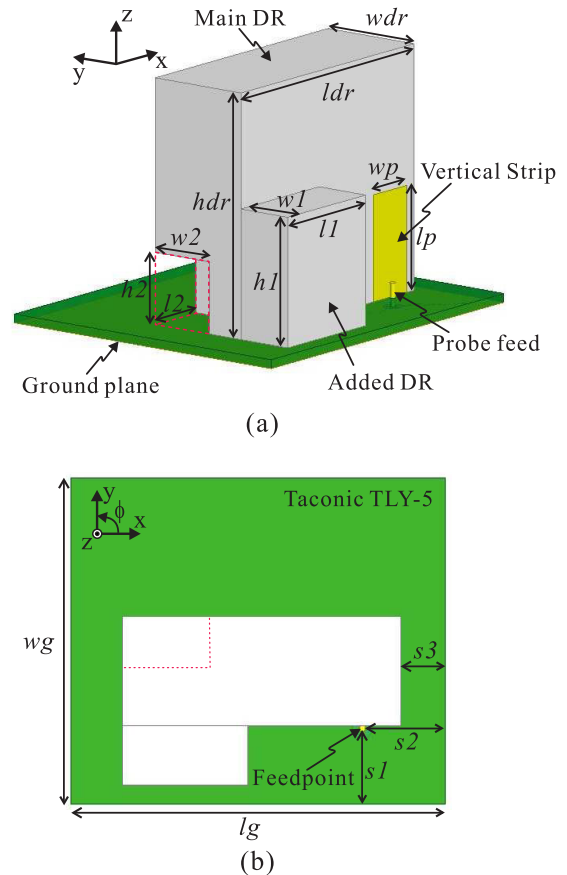 Main DR
wdr
z
y
x
ldr
wp
Vertical Strip
hdr
w1
l1
lp
w2
h2
l2
h1
Probe feed
Ground plane
Added DR
(a)
y
ϕ
x
z
Taconic TLY-5
wg
s3
s2
Feedpoint
s1
lg
(b)